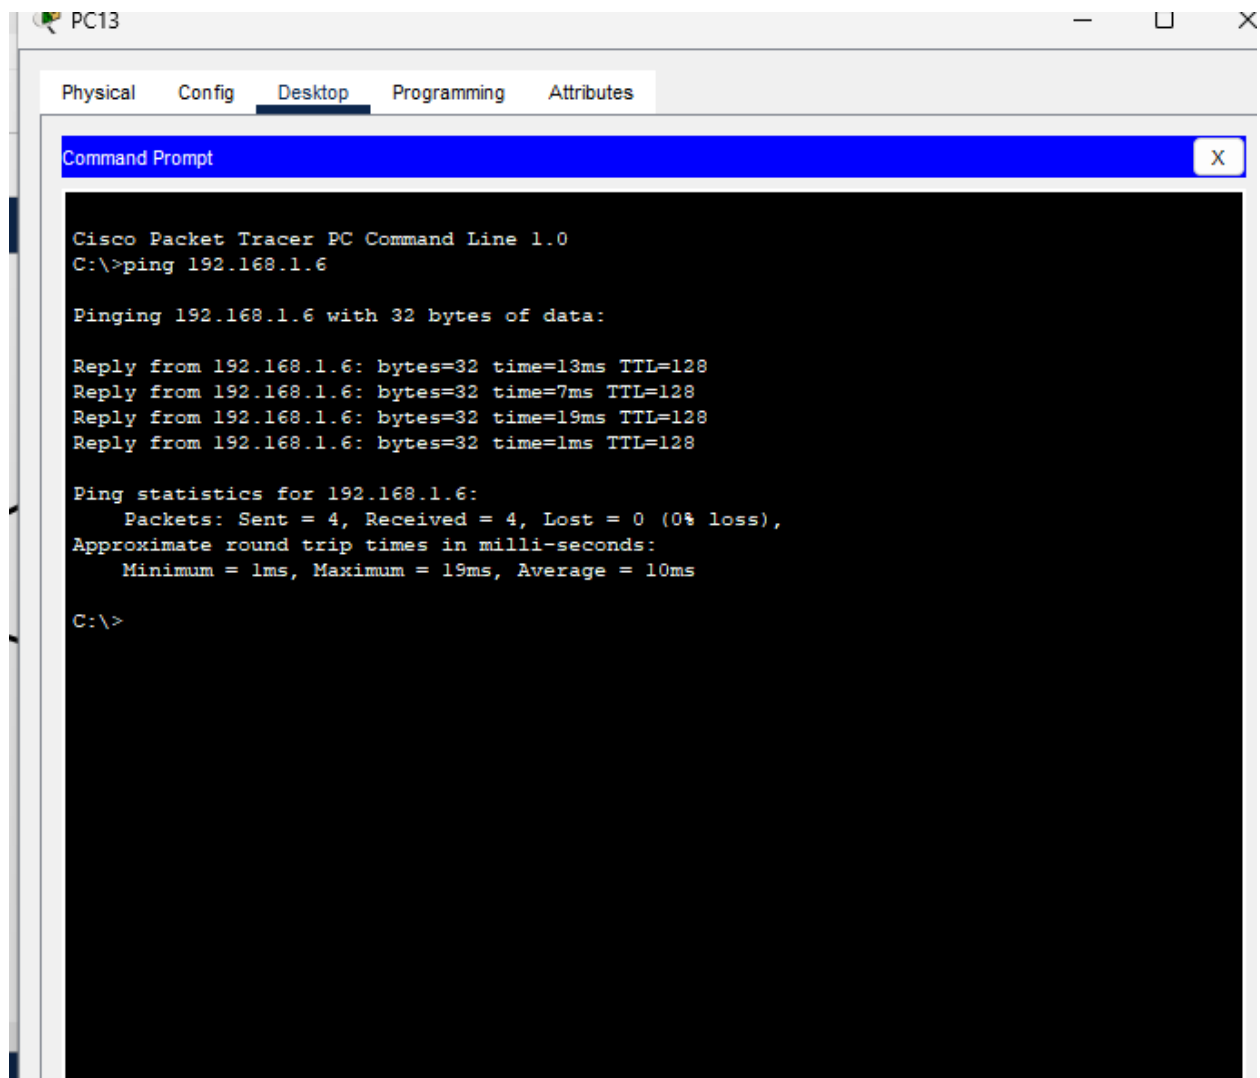 PC13
Physical Config Desktop Programming Attributes
Command Prompt X
Cisco Packet Tracer PC Command Line 1.0
C:\>ping 192.168.1.6
Pinging 192.168.1.6 with 32 bytes of data:
Reply from 192.168.1.6: bytes=32 time=13ms TTL=128
Reply from 192.168.1.6: bytes=32 time=7ms TTL=128
Reply from 192.168.1.6: bytes=32 time=19ms TTL=128
Reply from 192.168.1.6: bytes=32 time=1ms TTL=128
Ping statistics for 192.168.1.6:
Packets: Sent = 4, Received = 4, Lost = 0 (0% loss),
Approximate round trip times in milli-seconds:
Minimum = 1ms, Maximum = 19ms, Average = 10ms
C:\>